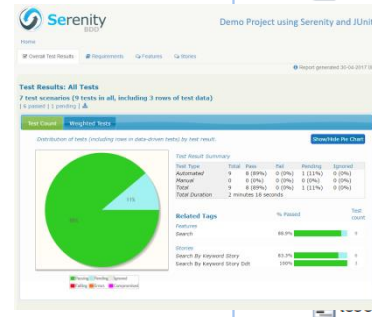 Serenity
BDD
Demo Project using Serenity and JUnit
Home
Overall Test Results Requirements Features Stories
Report generated 30-04-2017
Test Results: All Tests
7 test scenarios (9 tests in all, including 3 rows of test data)
Test Count Weighted Tests
Distribution of tests (including rows in data-driven tests) by test result.
Show/Hide Pie Chart
Test Result Summary
Test Type Total Pass Fail Pending Ignored
Automated 9 8 (89%) 0 (0%) 1 (11%) 0 (0%)
Manual 0 0 (0%) 0 (0%) 0 (0%) 0 (0%)
Total 9 8 (89%) 0 (0%) 1 (11%) 0 (0%)
Total Duration 2 minutes 18 seconds
11%
Related Tags % Passed Test count
Features
Search
Stories
Search By Keyword Story 83.3%
Search By Keyword Story Ddt 100%
Passing Pending Ignored
Failing Errors Compromised